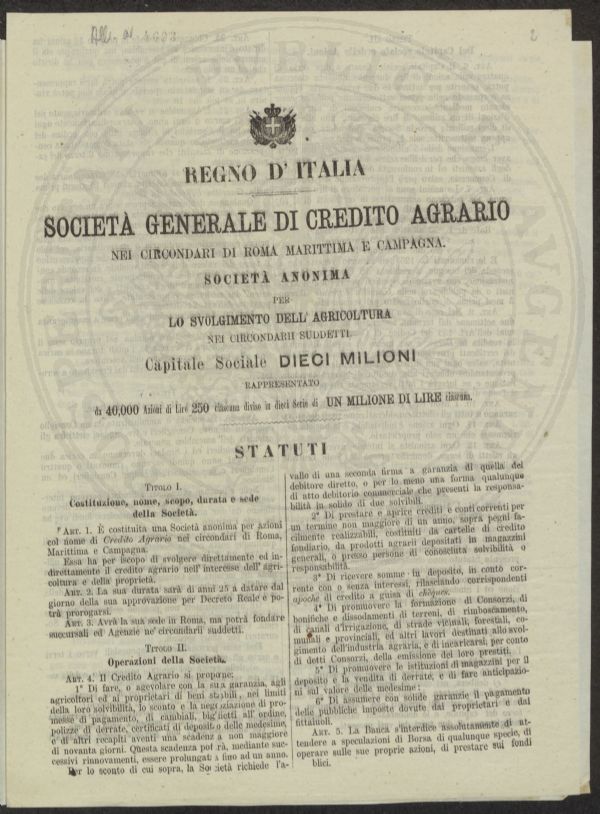 2
REGNO D'ITALIA
SOCIETÀ GENERALE DI CREDITO AGRARIO
NEI CIRCONDARI DI ROMA MARITTIMA E CAMPAGNA.
SOCIETÀ ANONIMA
PER
LO SVOLGIMENTO DELL'AGRICOLTURA
NEI CIRCONDARII SUDDETTI.
Capitale Sociale DIECI MILIONI
RAPPRESENTATO
da 40,000 Azioni di Lire 250 ciascuna diviso in dieci Serie di UN MILIONE DI LIRE ciascuna.
STATUTI
TITOLO I.
Costituzione, nome, scopo, durata e sede
della Società.
ART. 1. È costituita una Società anonima per azioni
col nome di Credito Agrario nei circondari di Roma,
Marittima e Campagna.
Essa ha per iscopo di svolgere direttamente ed in-
direttamente il credito agrario nell'interesse dell'agri-
coltura e della proprietà.
ART. 2. La sua durata sarà di anni 25 a datare dal
giorno della sua approvazione per Decreto Reale e po-
trà prorogarsi.
ART. 3. Avrà la sua sede in Roma, ma potrà fondare
succursali ed Agenzie ne' circondarii suddetti.
TITOLO II.
Operazioni della Società.
ART. 4. Il Credito Agrario si propone:
1° Di fare, o agevolare con la sua garanzia, agli
agricoltori ed ai proprietari di beni stabili, nei limiti
della loro solvibilità, lo sconto e la negoziazione di pro-
messe di pagamento, di cambiali, biglietti all'ordine,
polizze di derrate, certificati di deposito delle medesime,
e di altri recapiti aventi una scadenza non maggiore
di novanta giorni. Questa scadenza potrà, mediante suc-
cessivi rinnovamenti, essere prolungata fino ad un anno.
Per lo sconto di cui sopra, la Società richiede l'a-
vallo di una seconda firma a garanzia di quella del
debitore diretto, o per lo meno una forma qualunque
di atto debitorio commerciale che presenti la responsa-
bilità in solido di due solvibili.
2° Di prestare e aprire crediti e conti correnti per
un termine non maggiore di un anno, sopra pegni fa-
cilmente realizzabili, costituiti da cartelle di credito
fondiario, da prodotti agrari depositati in magazzini
generali, o presso persone di conosciuta solvibilità o
responsabilità.
3° Di ricevere somme in deposito, in conto cor-
rente con o senza interessi, rilasciando corrispondenti
apoche di credito a guisa di chèques.
4° Di promuovere la formazione di Consorzi, di
bonifiche e dissodamenti di terreni, di rimboscamento,
di canali d'irrigazione, di strade vicinali, forestali, co-
munali e provinciali, ed altri lavori destinati allo svol-
gimento dell'industria agraria, e di incaricarsi, per conto
di detti Consorzi, della emissione dei loro prestiti.
5° Di promuovere le istituzioni di magazzini per il
deposito e la vendita di derrate, e di fare anticipazio-
ni sul valore delle medesime;
6° Di assumere con solide garanzie il pagamento
delle pubbliche imposte dovute dai proprietari e dai
fittaiuoli.
ART. 5. La Banca s'interdice assolutamente di at-
tendere a speculazioni di Borsa di qualunque specie, di
operare sulle sue proprie azioni, di prestare sui fondi
blici.